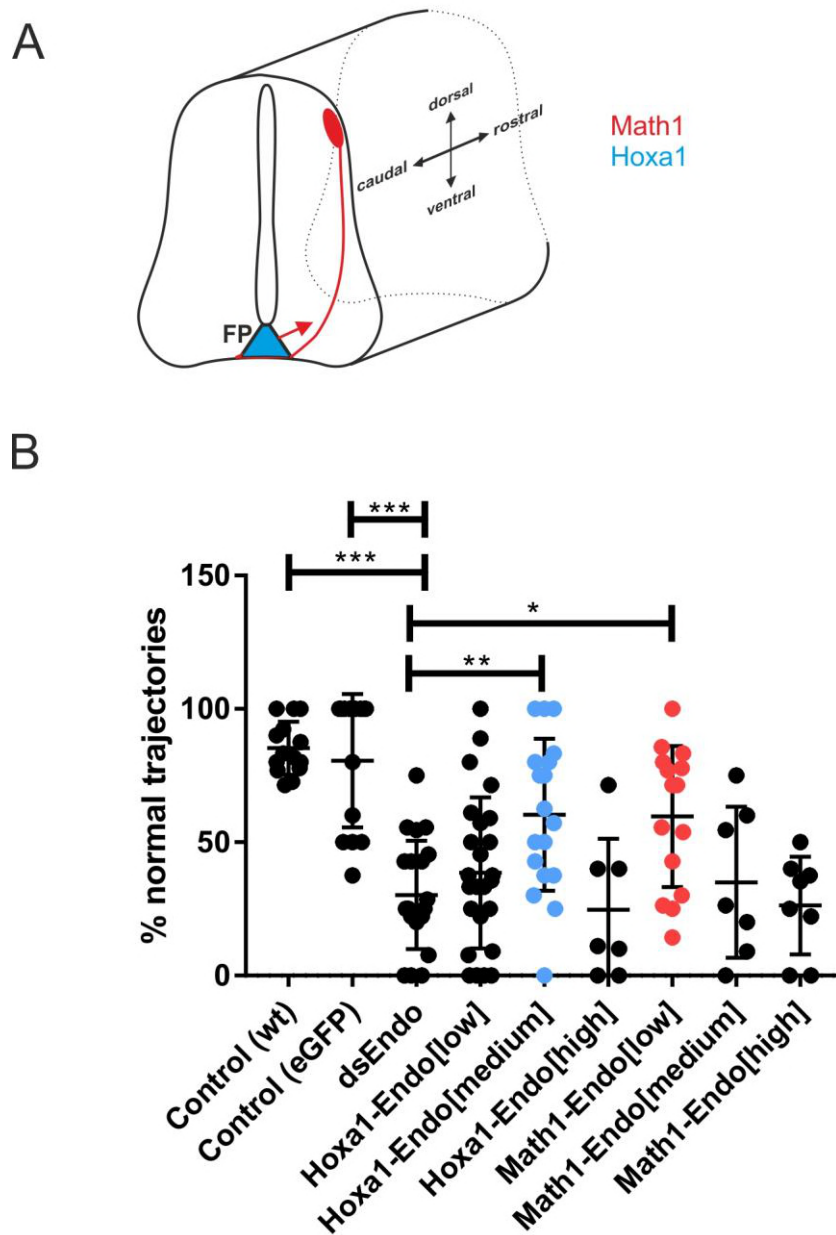 A
dorsal
rostral
caudal
ventral
Math1
Hoxa1
FP
B
***
***
*
**
150
100
50
0
% normal trajectories
Control (wt)
Control (eGFP)
dsEndo
Hoxa1-Endo[low]
Hoxa1-Endo[medium]
Hoxa1-Endo[high]
Math1-Endo[low]
Math1-Endo[medium]
Math1-Endo[high]